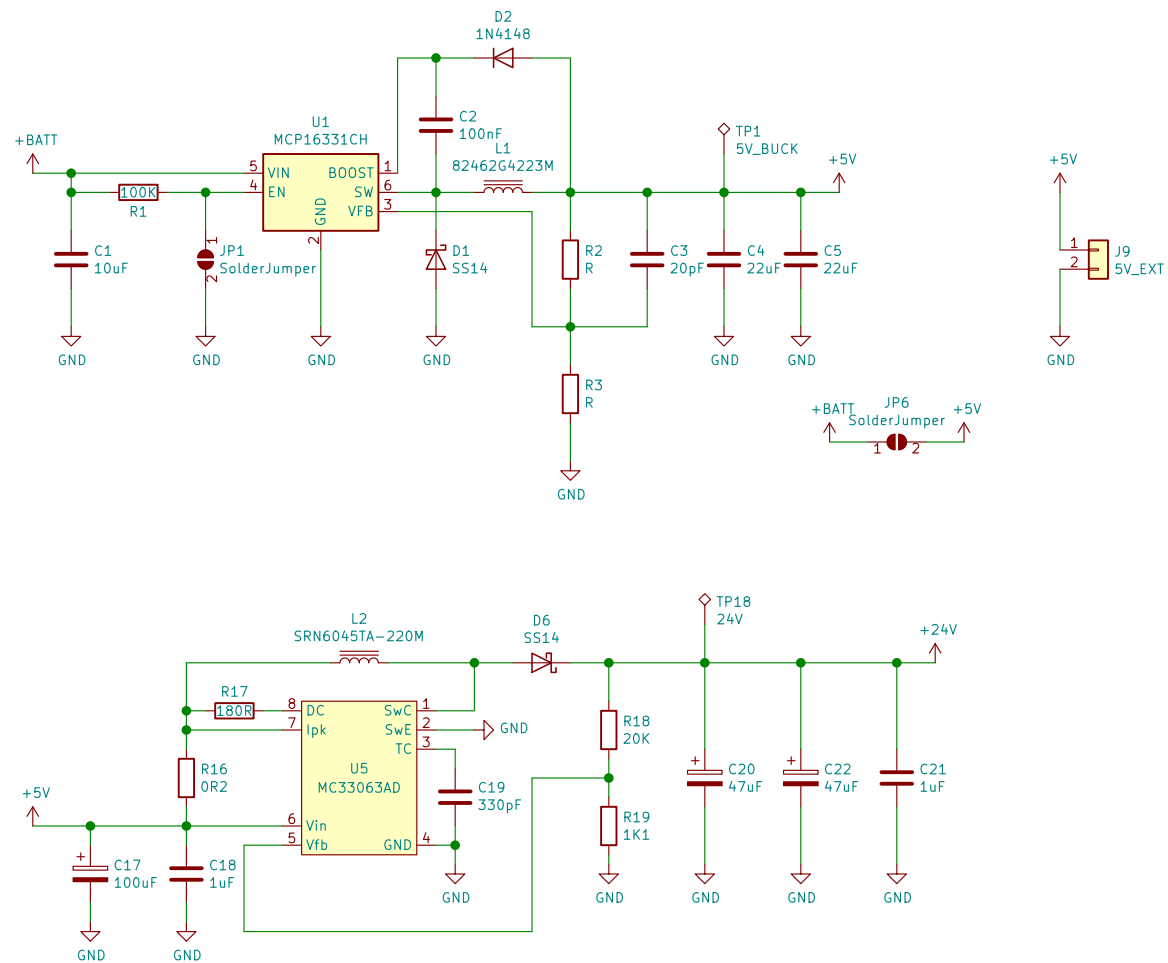 D2
1N4148
+BATT
U1
MCP16331CH
C2
100nF
L1
82462G4223M
TP1
5V_BUCK
+5V
+5V
5
VIN
BOOST
1
4
EN
SW
6
VFB
3
GND
2
100K
R1
C1
10uF
1
JP1
SolderJumper
2
D1
SS14
R2
R
C3
20pF
C4
22uF
C5
22uF
1
2
J9
5V_EXT
GND
GND
GND
GND
GND
GND
GND
R3
R
GND
+BATT
JP6
SolderJumper
+5V
1
2
L2
SRN6045TA-220M
D6
SS14
TP18
24V
+24V
R17
180R
8
DC
SwC
1
7
Ipk
SwE
2
GND
TC
3
U5
MC33063AD
R16
0R2
C19
330pF
R18
20K
+
C20
47uF
+
C22
47uF
C21
1uF
+5V
6
Vin
5
Vfb
GND
4
R19
1K1
+
C17
100uF
C18
1uF
GND
GND
GND
GND
GND
GND
GND